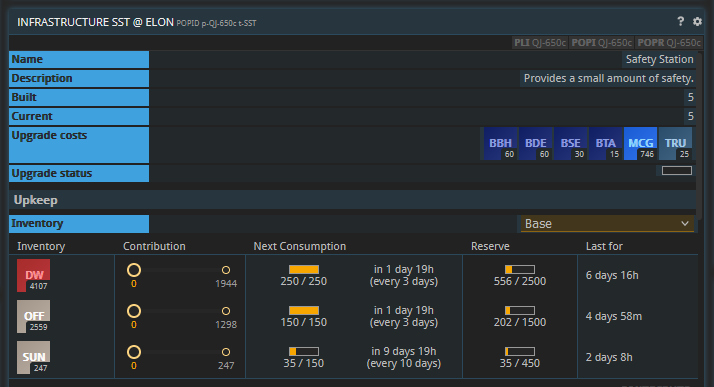 INFRASTRUCTURE SST @ ELON POPID p-QJ-650c t-SST ?
PLI QJ-650c POPI QJ-650c POPR QJ-650c
Name Safety Station
Description Provides a small amount of safety.
Built 5
Current 5
Upgrade costs BBH 60 BDE 60 BSE 30 BTA 15 MCG 746 TRU 25
Upgrade status
Upkeep
Inventory Base
Inventory Contribution Next Consumption Reserve Last for
DW 4107 0 1944 250 / 250 in 1 day 19h (every 3 days) 556 / 2500 6 days 16h
OFF 2559 0 1298 150 / 150 in 1 day 19h (every 3 days) 202 / 1500 4 days 58m
SUN 247 0 247 35 / 150 in 9 days 19h (every 10 days) 35 / 450 2 days 8h